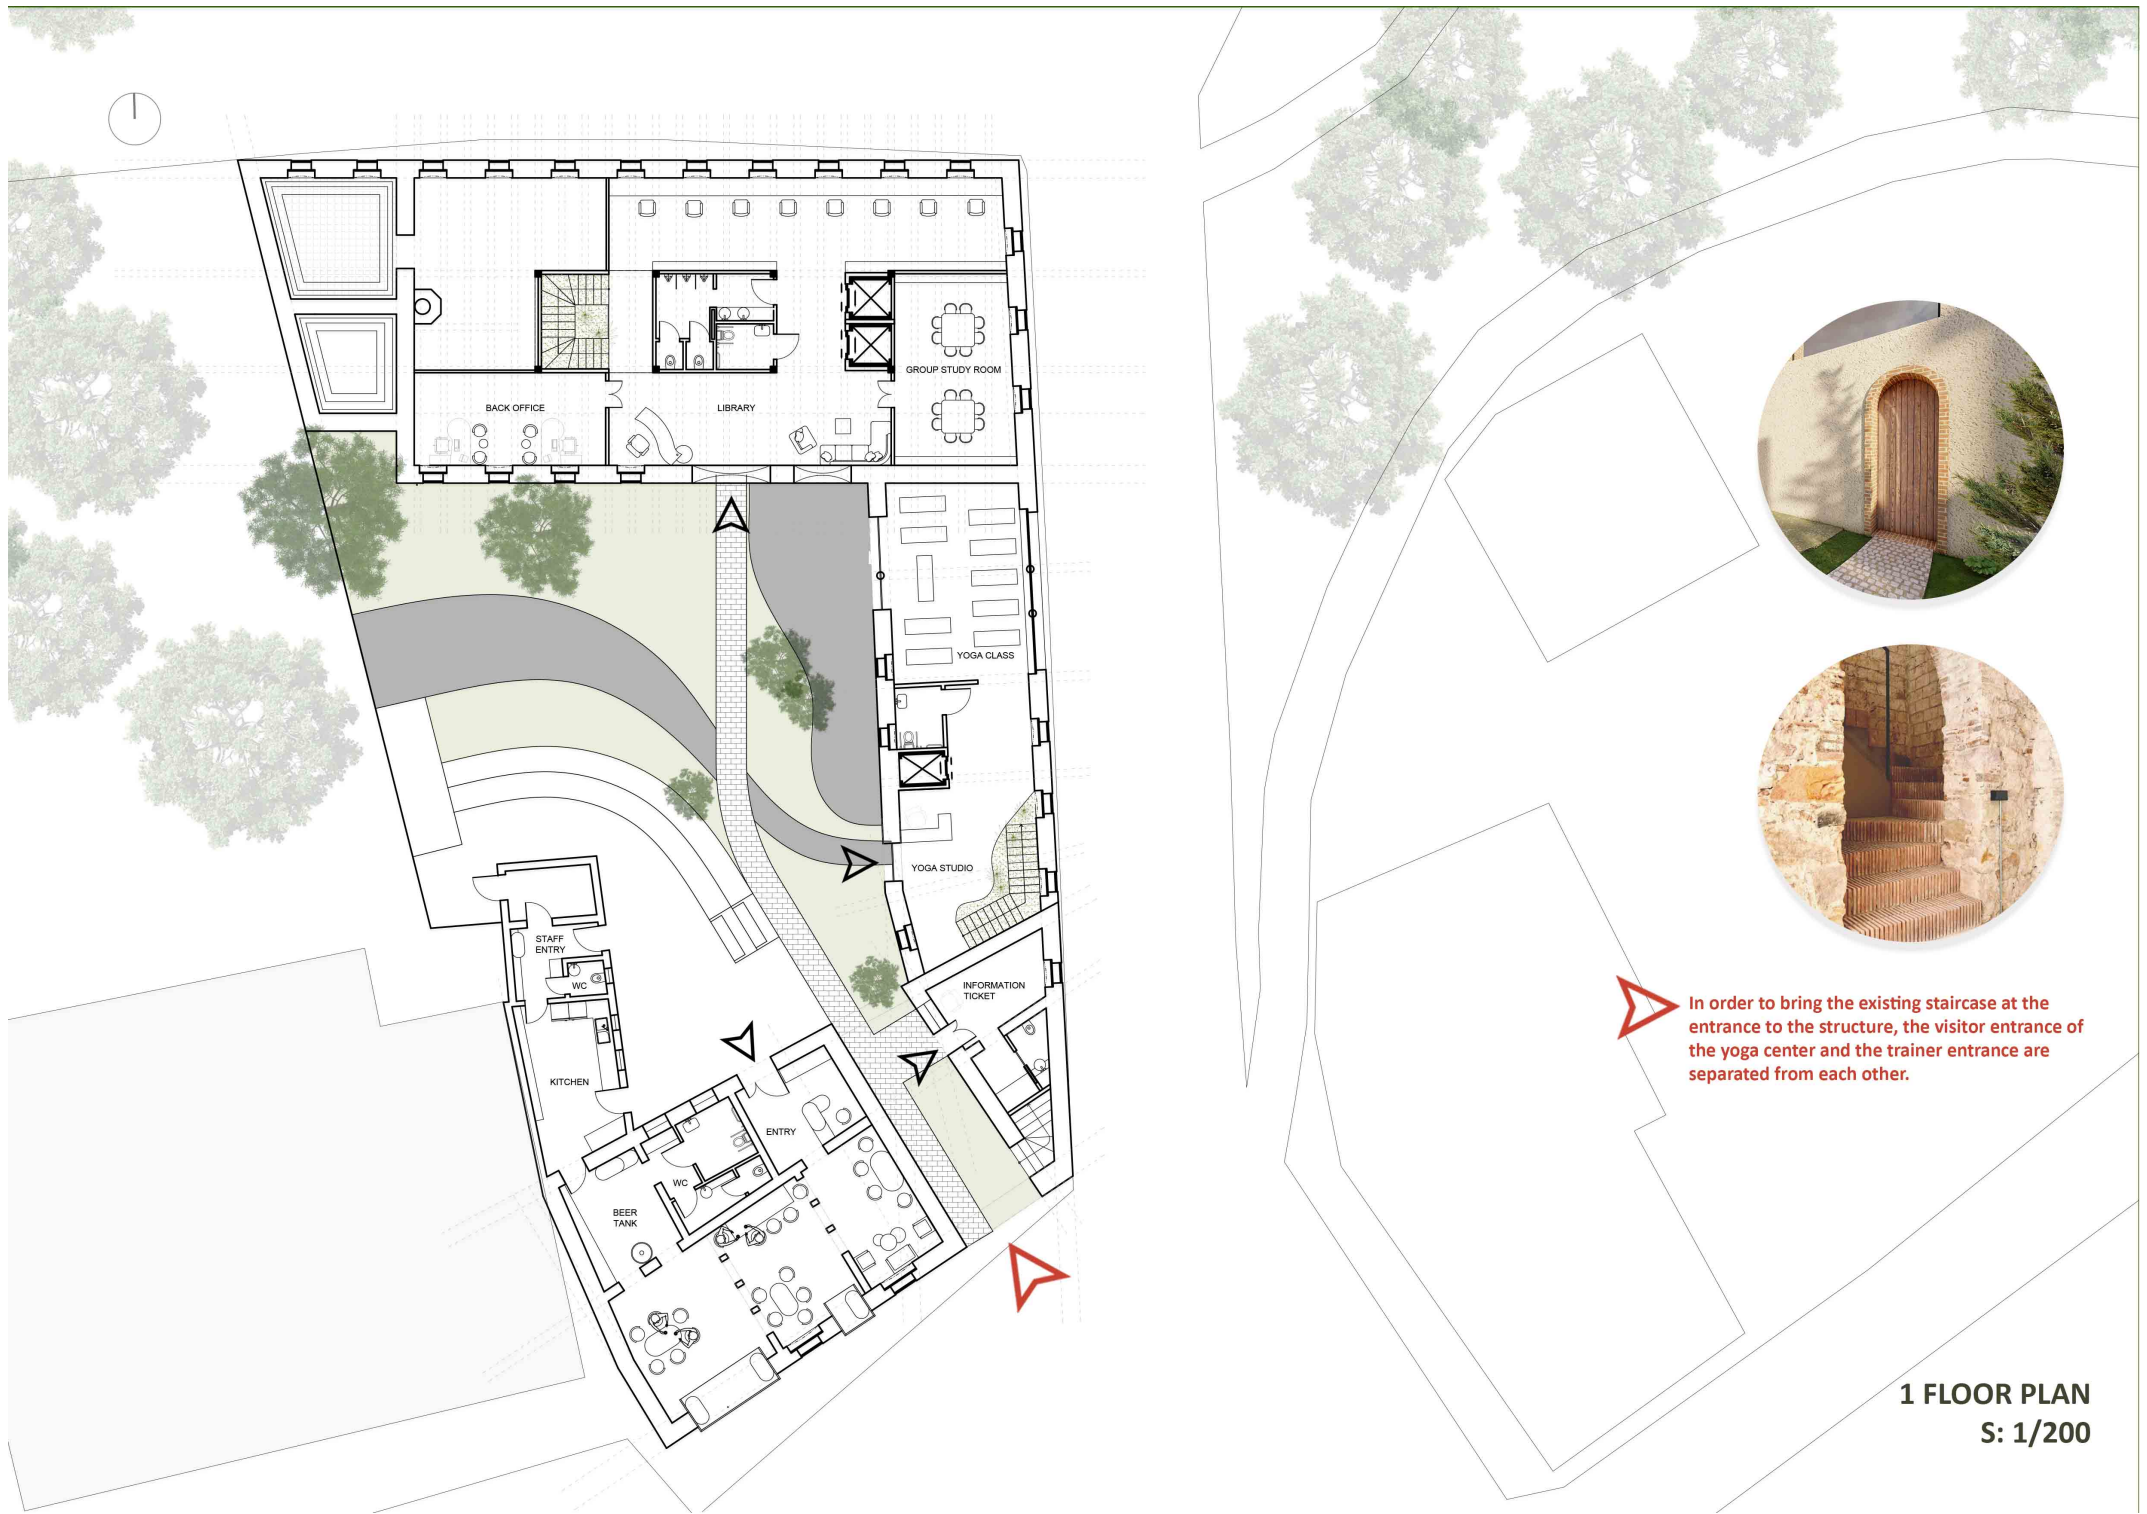 GROUP STUDY ROOM
BACK OFFICE
LIBRARY
YOGA CLASS
YOGA STUDIO
STAFF
ENTRY
WC
INFORMATION
TICKET
KITCHEN
ENTRY
WC
BEER
TANK
In order to bring the existing staircase at the
entrance to the structure, the visitor entrance of
the yoga center and the trainer entrance are
separated from each other.
1 FLOOR PLAN
S: 1/200